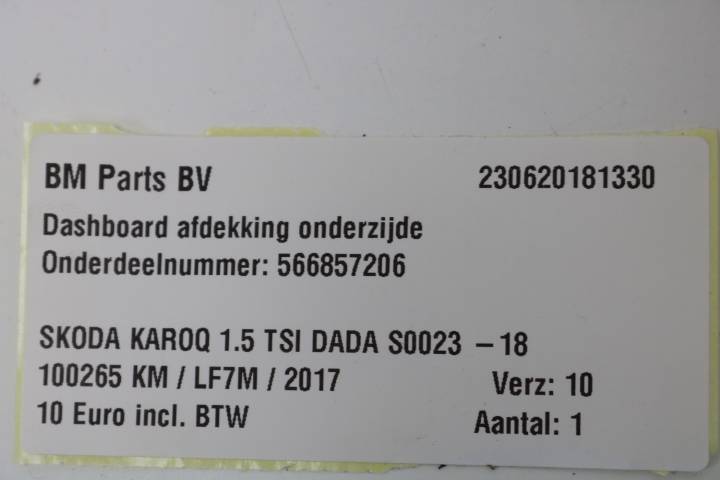 BM Parts BV 230620181330
Dashboard afdekking onderzijde
Onderdeelnummer: 566857206
SKODA KAROQ 1.5 TSI DADA S0023 – 18
100265 KM / LF7M / 2017 Verz: 10
10 Euro incl. BTW Aantal: 1